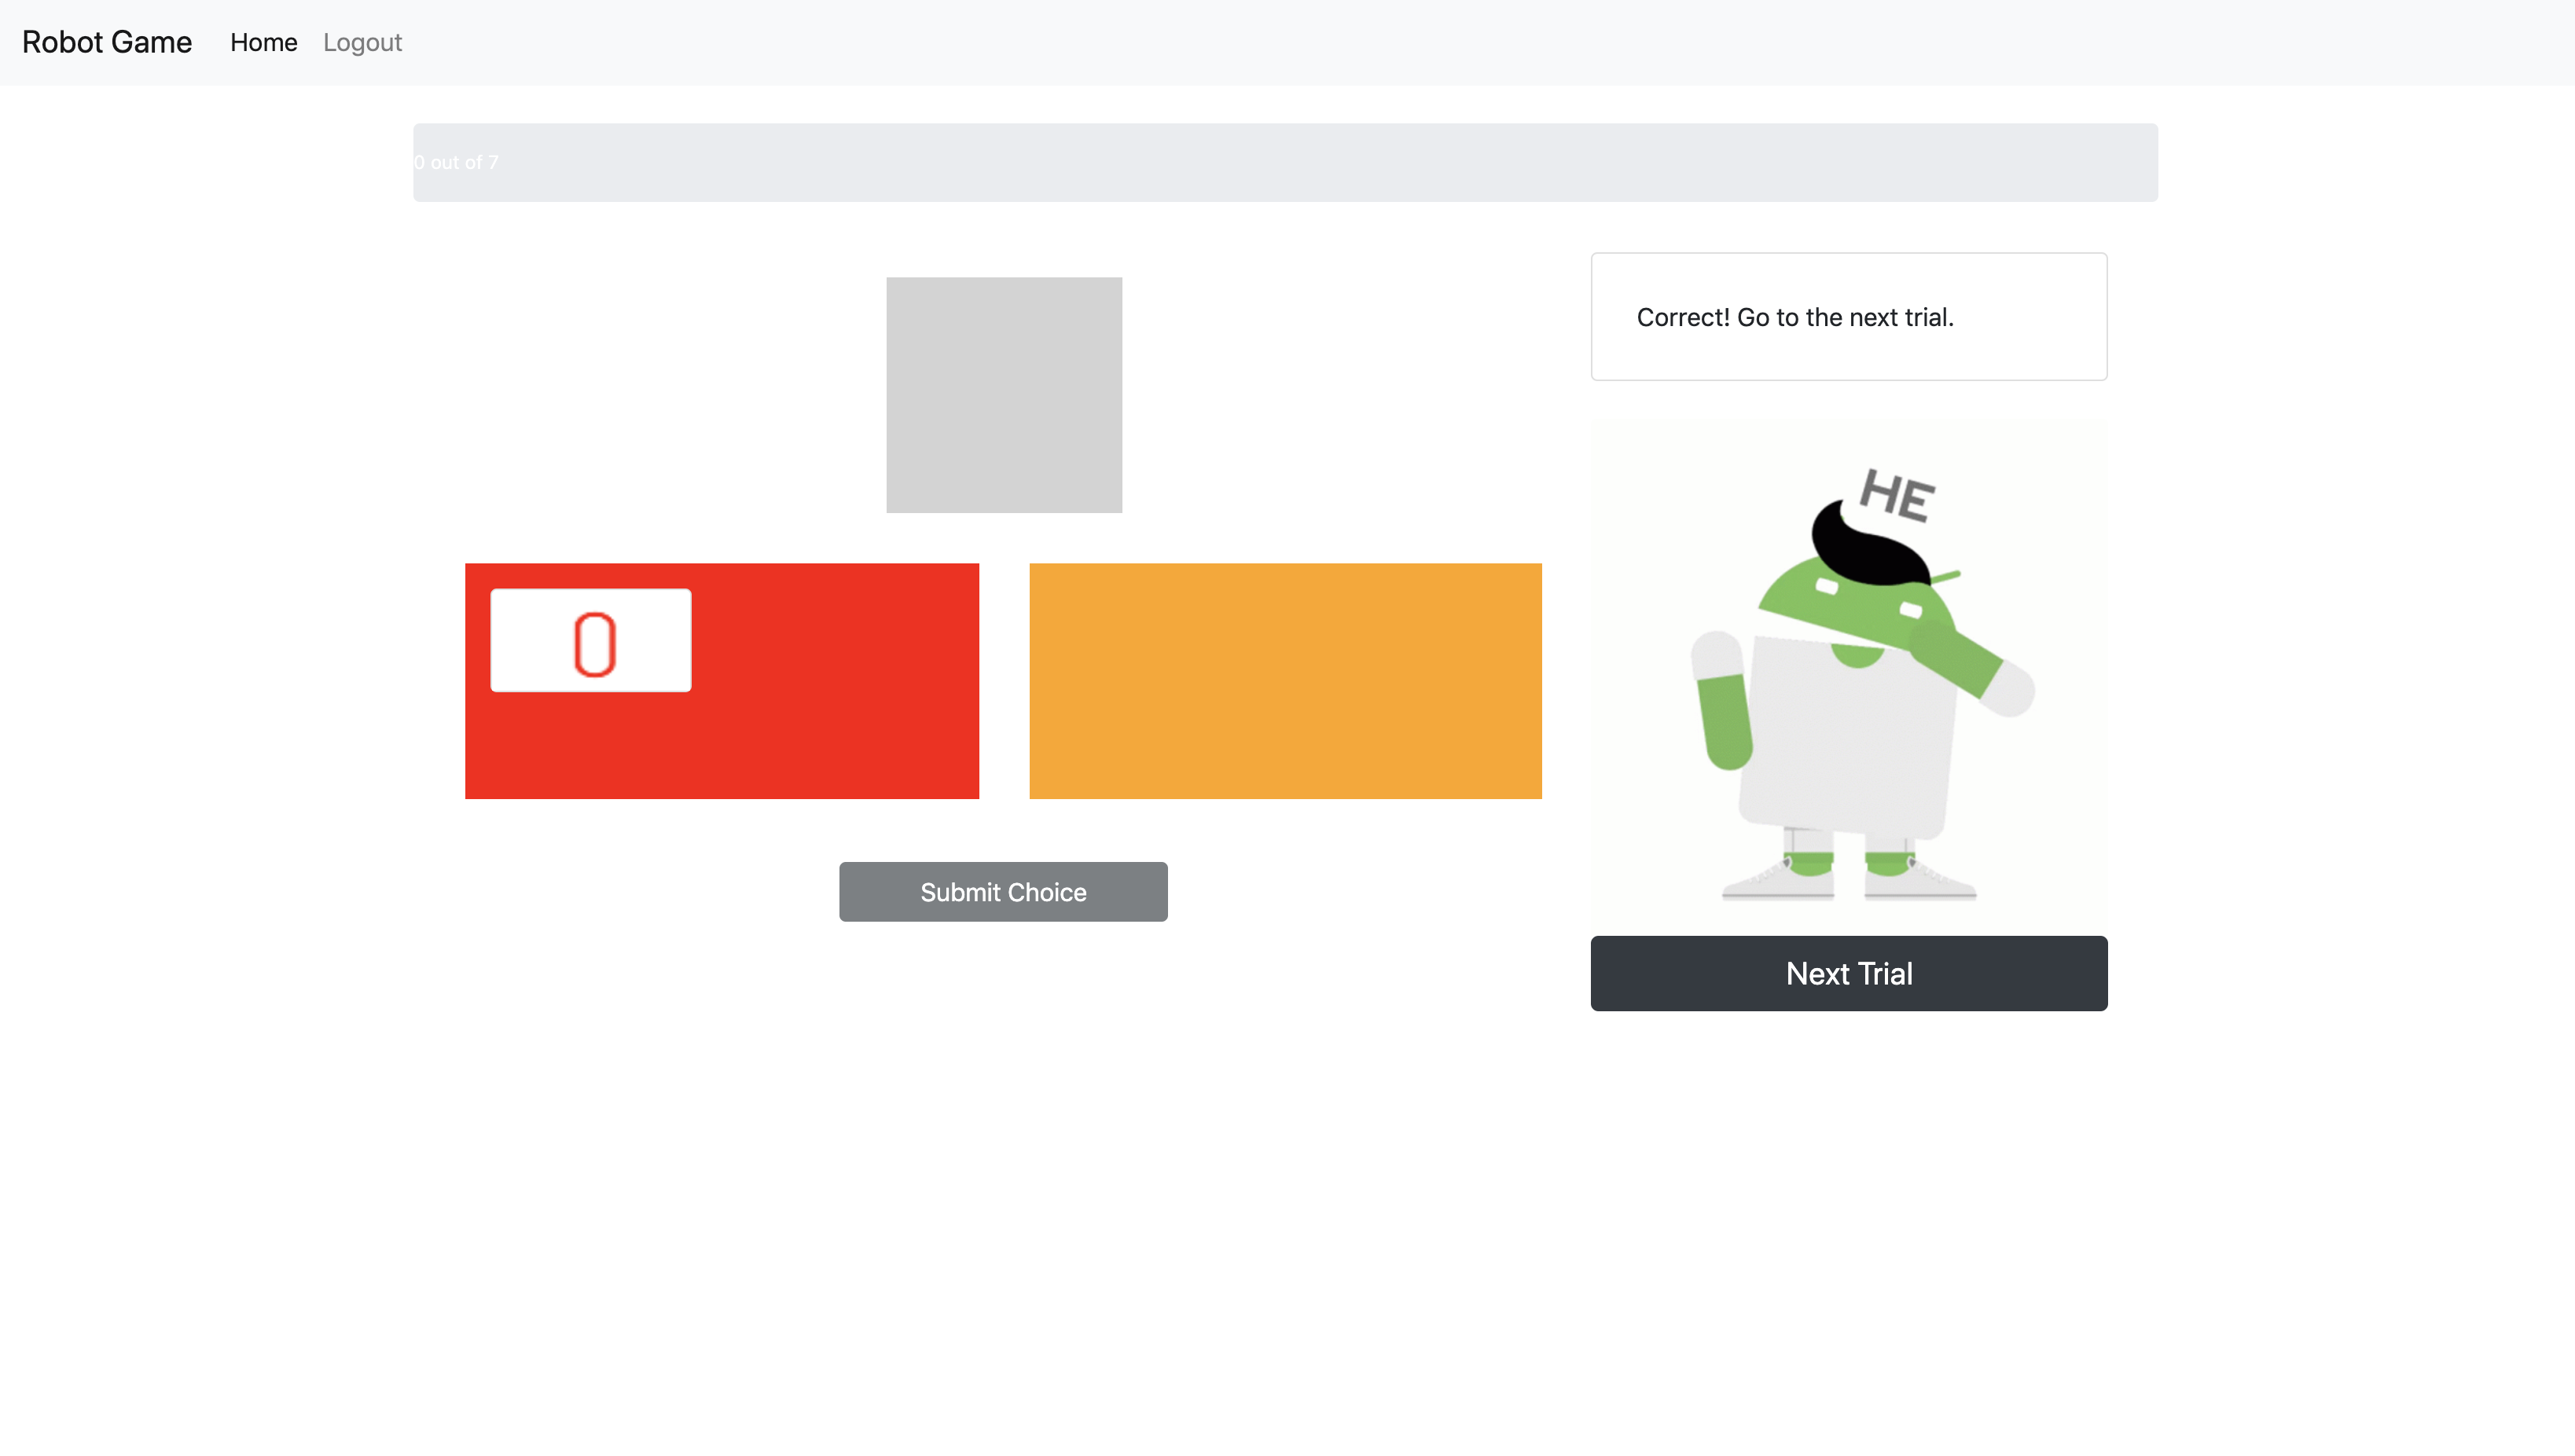 Robot Game Home Logout
0 out of 7
Correct! Go to the next trial.
HE
0
Submit Choice
Next Trial